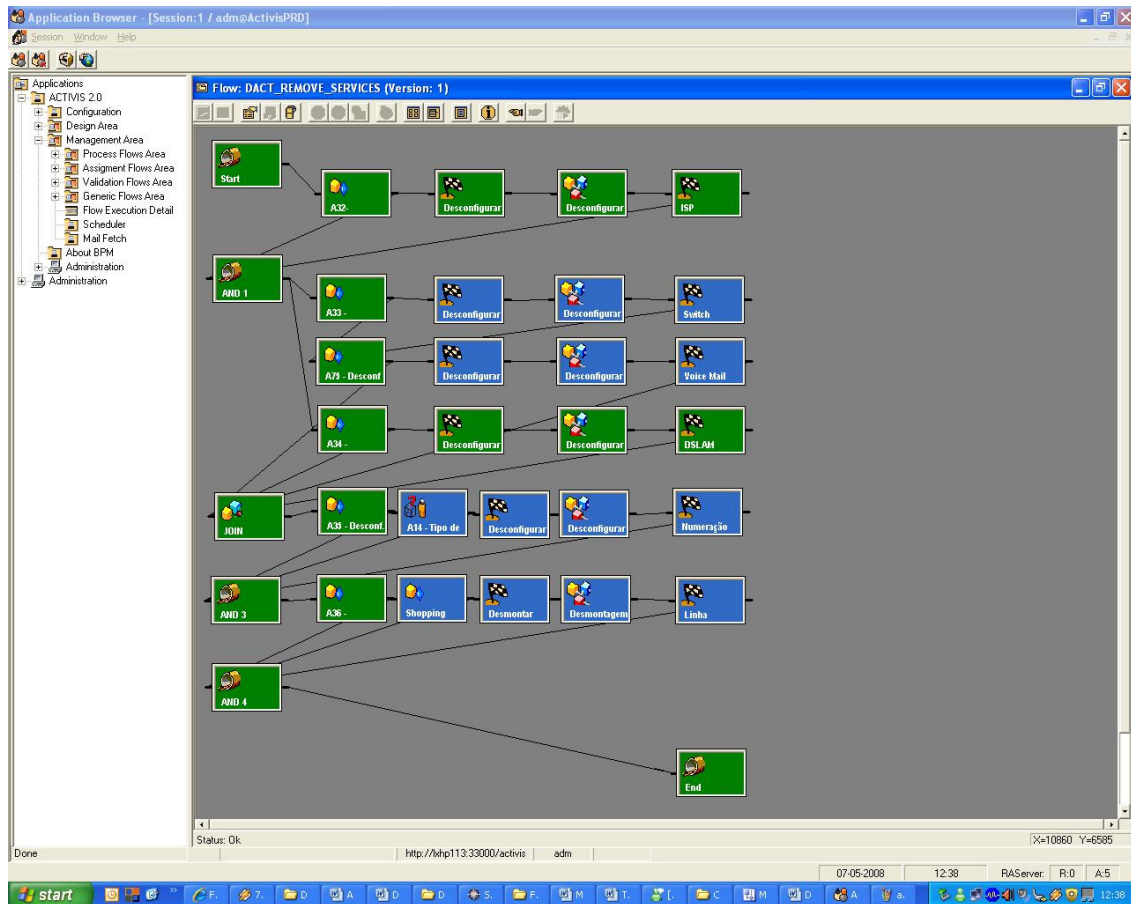 Application Browser - [Session:1 / adm@ActivisPRD]
Session Window Help
Applications
ACTIVIS 2.0
Configuration
Design Area
Management Area
Process Flows Area
Assigment Flows Area
Validation Flows Area
Generic Flows Area
Flow Execution Detail
Scheduler
Mail Fetch
About BPM
Administration
Administration
Flow: DACT_REMOVE_SERVICES (Version: 1)
Start
A32-
Desconfigurar
Desconfigurar
ISP
AND 1
A33 -
Desconfigurar
Desconfigurar
Switch
A75 - Desconf
Desconfigurar
Desconfigurar
Voice Mail
A34 -
Desconfigurar
Desconfigurar
DSLAM
JOIN
A35 - Desconf.
A14 - Tipo de
Desconfigurar
Desconfigurar
Numeração
AND 3
A36 -
Shopping
Desmontar
Desmontagem
Linha
AND 4
End
Status: Ok
X=10860 Y=6585
Done
http://lxhp113:33000/activis
adm
07-05-2008
12:38
RAServer:
R:0
A:5
start
F.
7.
D
A
D
D
S.
F.
M
T.
[.
C
M
D
A
a.
12:38